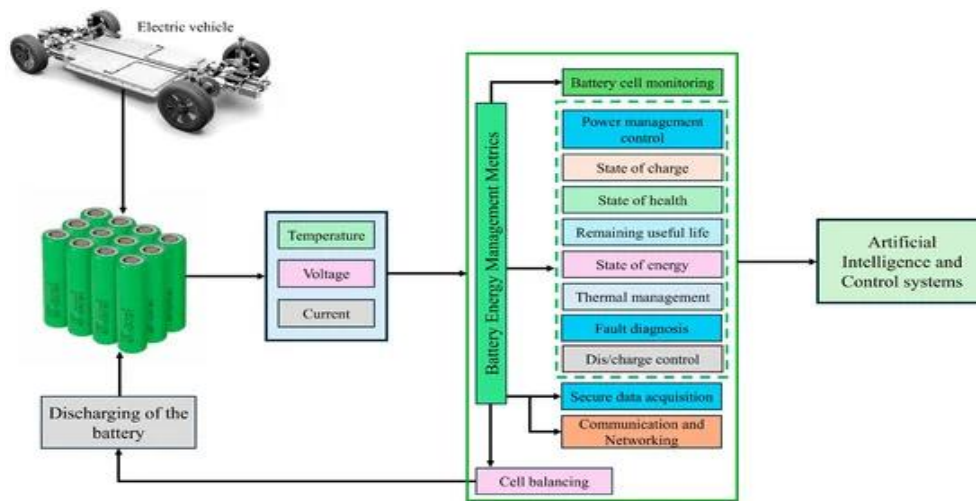 Electric vehicle
Battery cell monitoring
Power management
control
State of charge
State of health
Remaining useful life
State of energy
Thermal management
Fault diagnosis
Dis/charge control
Secure data acquisition
Communication and
Networking
Cell balancing
Battery Energy Management Metrics
Temperature
Voltage
Current
Discharging of the
battery
Artificial
Intelligence and
Control systems